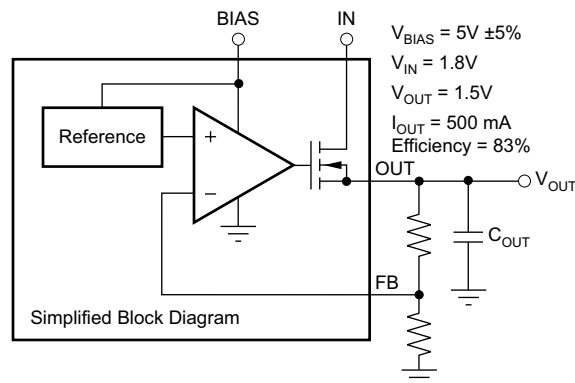 BIAS
IN
V_BIAS = 5V ±5%
V_IN = 1.8V
V_OUT = 1.5V
I_OUT = 500 mA
Efficiency = 83%
Reference
+
−
OUT
V_OUT
C_OUT
FB
Simplified Block Diagram